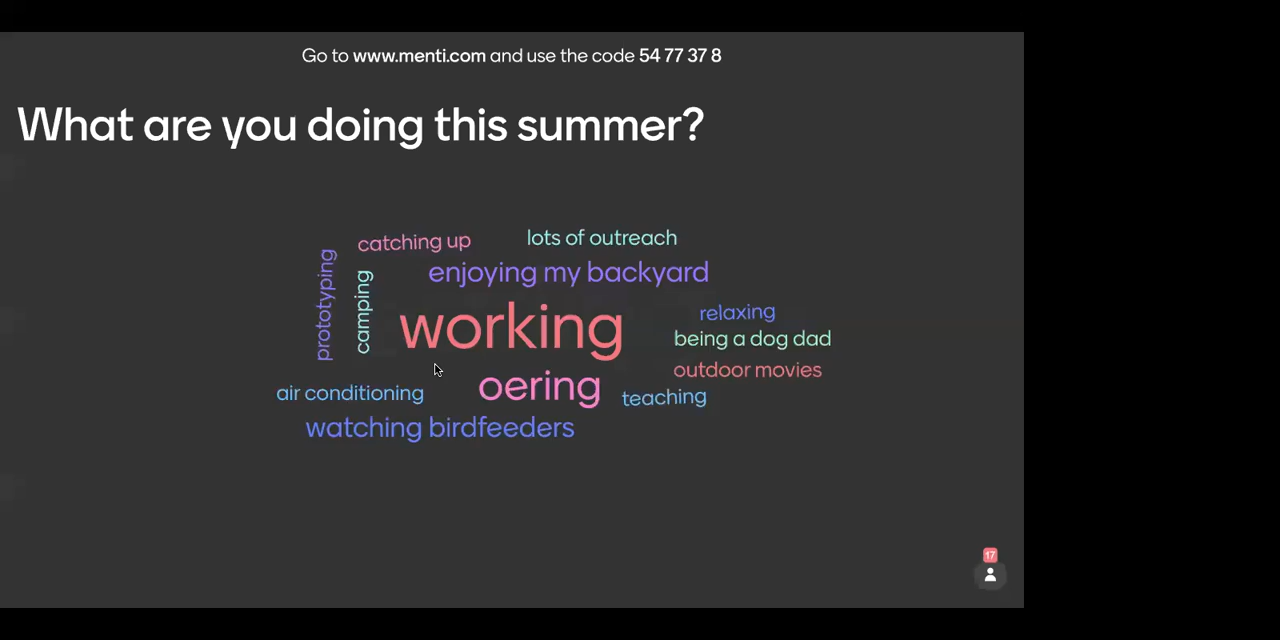 Go to www.menti.com and use the code 54 77 37 8
What are you doing this summer?
catching up
lots of outreach
prototyping
camping
enjoying my backyard
working
relaxing
being a dog dad
outdoor movies
air conditioning
oering
teaching
watching birdfeeders
17